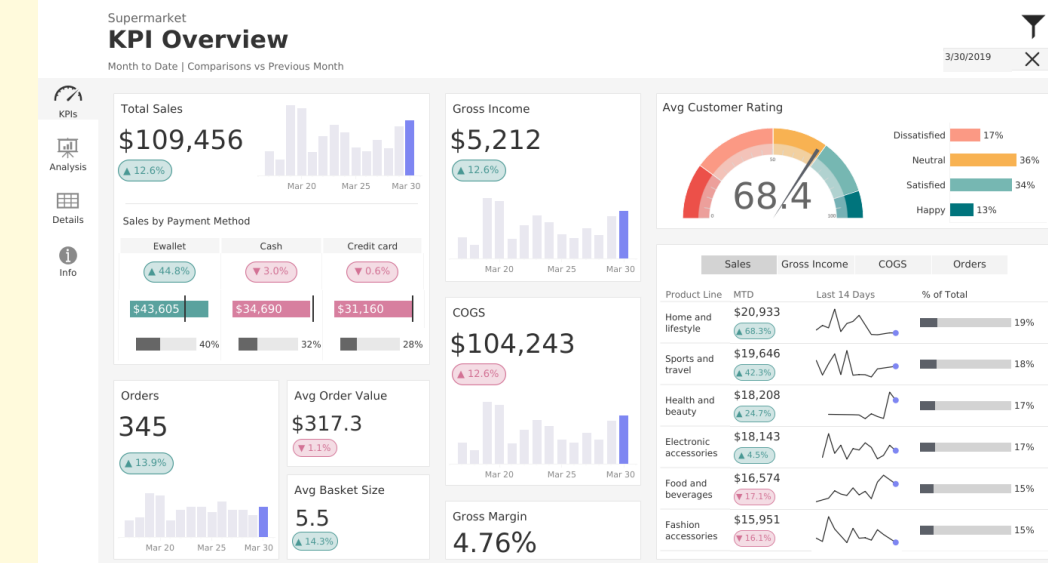 Supermarket
KPI Overview
Month to Date | Comparisons vs Previous Month
3/30/2019
KPIs
Analysis
Details
Info
Total Sales
$109,456
▲ 12.6%
Mar 20 Mar 25 Mar 30
Sales by Payment Method
Ewallet Cash Credit card
▲ 44.8% ▼ 3.0% ▼ 0.6%
$43,605 $34,690 $31,160
40% 32% 28%
Orders
345
▲ 13.9%
Mar 20 Mar 25 Mar 30
Avg Order Value
$317.3
▼ 1.1%
Avg Basket Size
5.5
▲ 14.3%
Gross Income
$5,212
▲ 12.6%
Mar 20 Mar 25 Mar 30
COGS
$104,243
▲ 12.6%
Mar 20 Mar 25 Mar 30
Gross Margin
4.76%
Avg Customer Rating
50
0
100
68.4
Dissatisfied 17%
Neutral 36%
Satisfied 34%
Happy 13%
Sales Gross Income COGS Orders
Product Line MTD Last 14 Days % of Total
Home and
lifestyle
$20,933
▲ 68.3%
19%
Sports and
travel
$19,646
▲ 42.3%
18%
Health and
beauty
$18,208
▲ 24.7%
17%
Electronic
accessories
$18,143
▲ 4.5%
17%
Food and
beverages
$16,574
▼ 17.1%
15%
Fashion
accessories
$15,951
▼ 16.1%
15%